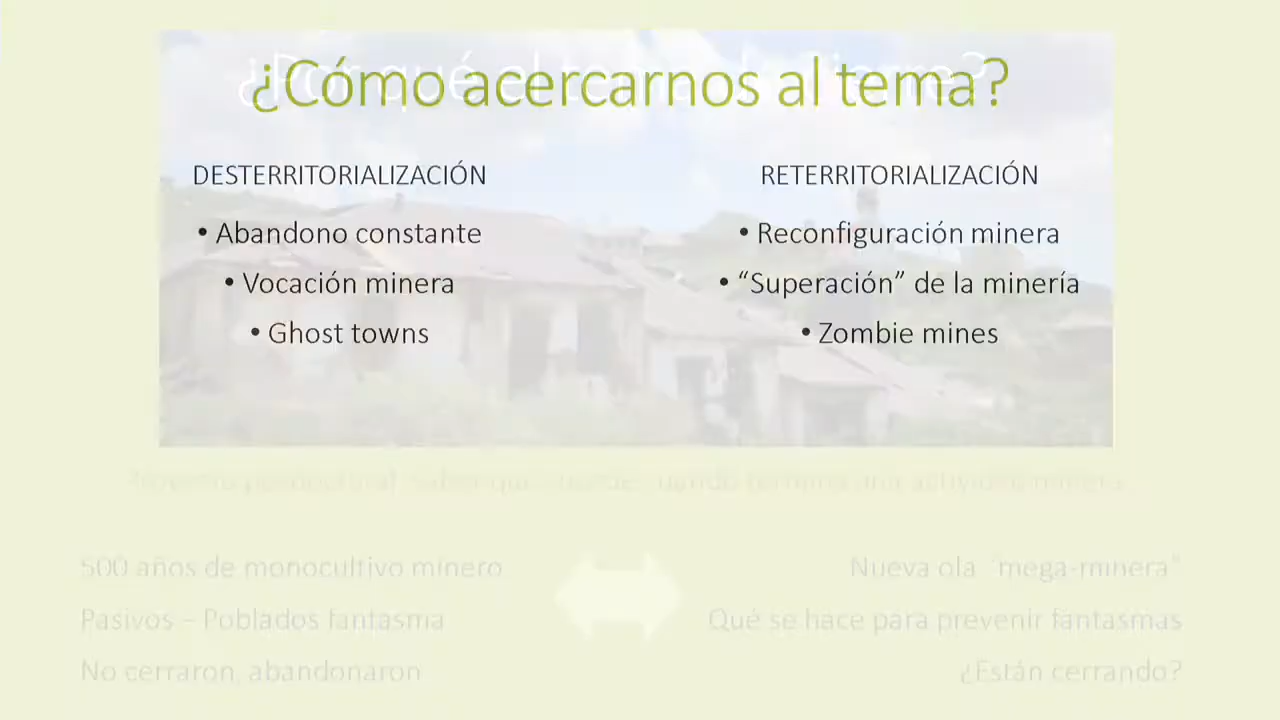 ¿Cómo acercarnos al tema?
DESTERRITORIALIZACIÓN
• Abandono constante
• Vocación minera
• Ghost towns
RETERRITORIALIZACIÓN
• Reconfiguración minera
• “Superación” de la minería
• Zombie mines
500 años de monocultivo minero
Pasivos – Poblados fantasma
No cerraron, abandonaron
Nueva ola “mega-minera”
Qué se hace para prevenir fantasmas
¿Están cerrando?